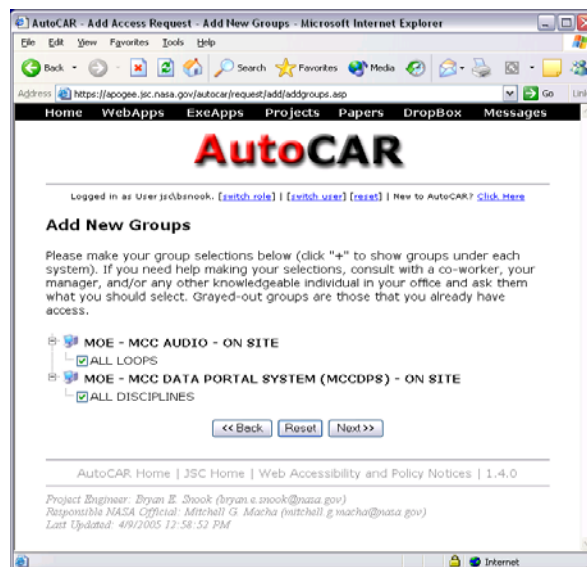 AutoCAR - Add Access Request - Add New Groups - Microsoft Internet Explorer
File Edit View Favorites Tools Help
Back Search Favorites Media
Address https://apogee.jsc.nasa.gov/autocar/request/add/addgroups.asp Go Link
Home WebApps ExeApps Projects Papers DropBox Messages
AutoCAR
Logged in as User jsc\bsnook. [switch role] | [switch user] [reset] | New to AutoCAR? Click Here
Add New Groups
Please make your group selections below (click "+" to show groups under each
system). If you need help making your selections, consult with a co-worker, your
manager, and/or any other knowledgeable individual in your office and ask them
what you should select. Grayed-out groups are those that you already have
access.
MOE - MCC AUDIO - ON SITE
ALL LOOPS
MOE - MCC DATA PORTAL SYSTEM (MCCDPS) - ON SITE
ALL DISCIPLINES
<< Back Reset Next >>
AutoCAR Home | JSC Home | Web Accessibility and Policy Notices | 1.4.0
Project Engineer: Bryan E. Snook (bryan.e.snook@nasa.gov)
Responsible NASA Official: Mitchell G. Macha (mitchell.g.macha@nasa.gov)
Last Updated: 4/9/2005 12:58:52 PM
Internet